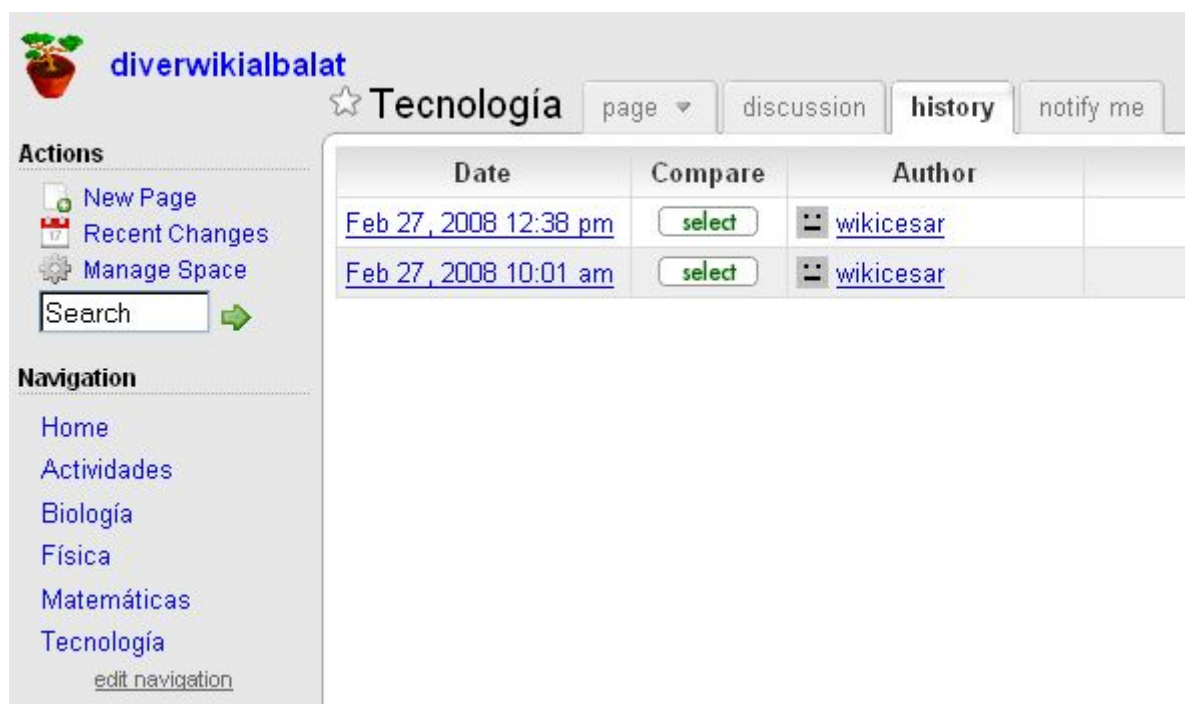 diverwikialbalat
Tecnología page discussion history notify me
Actions
New Page
17 Recent Changes
Manage Space
Search
Navigation
Home
Actividades
Biología
Física
Matemáticas
Tecnología
edit navigation
Date Compare Author
Feb 27, 2008 12:38 pm select wikicesar
Feb 27, 2008 10:01 am select wikicesar